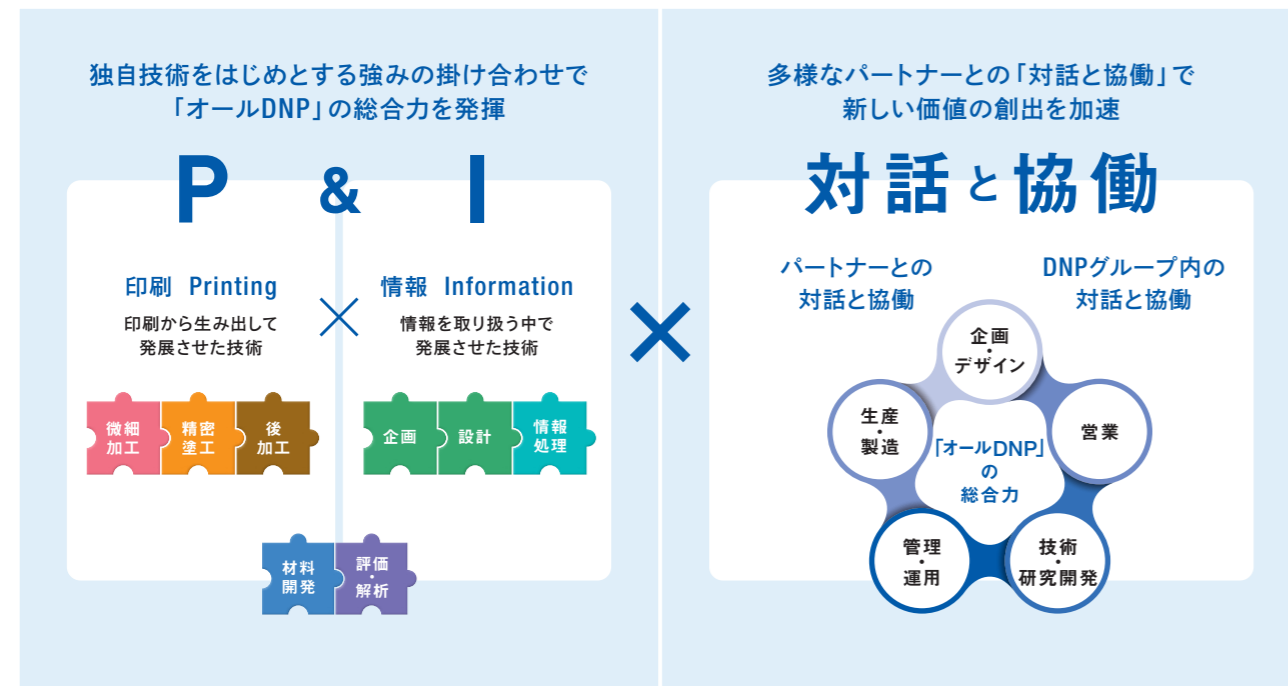 独自技術をはじめとする強みの掛け合わせで
「オールDNP」の総合力を発揮
P & I
印刷 Printing
印刷から生み出して
発展させた技術
×
情報 Information
情報を取り扱う中で
発展させた技術
微細
加工
精密
塗工
後
加工
企画
設計
情報
処理
材料
開発
評価
・
解析
×
多様なパートナーとの「対話と協働」で
新しい価値の創出を加速
対話と協働
パートナーとの
対話と協働
DNPグループ内の
対話と協働
企画
・
デザイン
生産
・
製造
営業
「オールDNP」
の
総合力
管理
・
運用
技術
・
研究開発